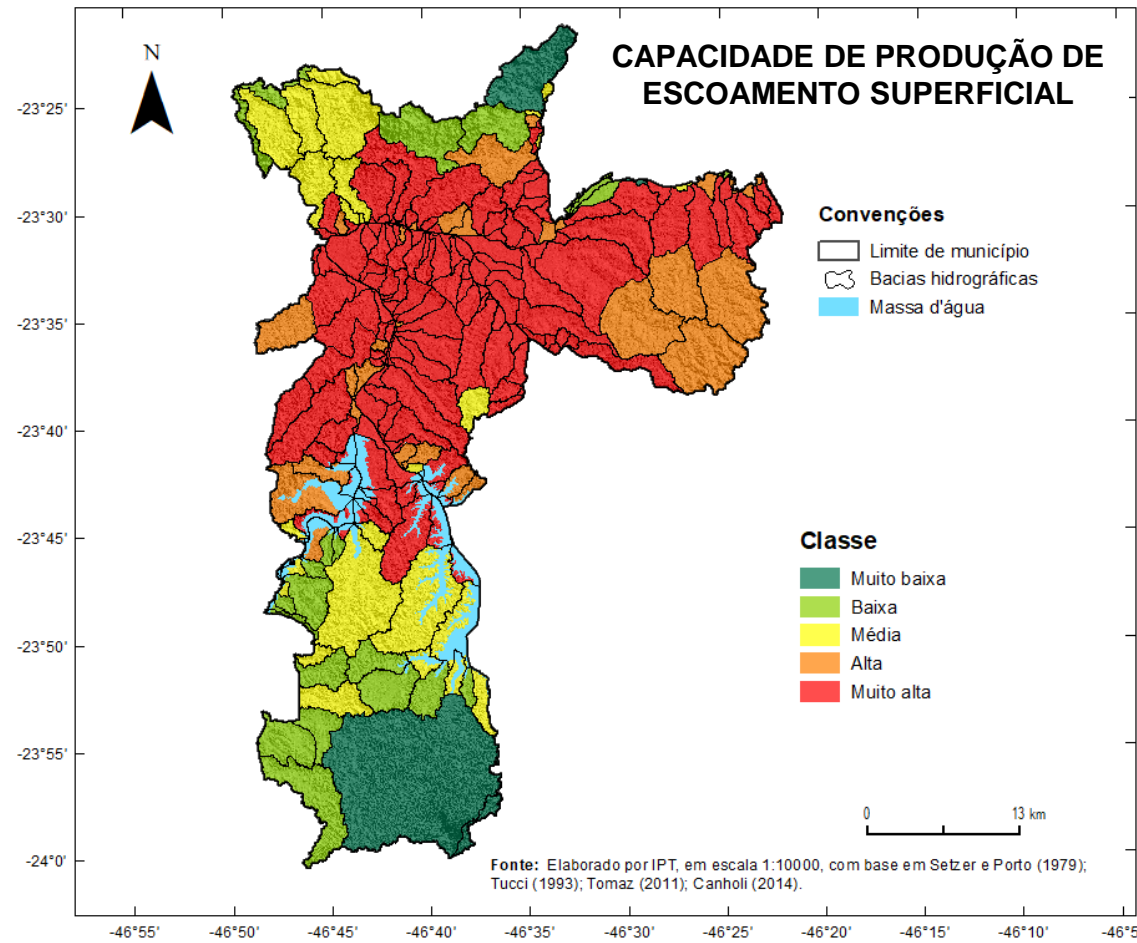 CAPACIDADE DE PRODUÇÃO DE
ESCOAMENTO SUPERFICIAL
N
-23°25'
-23°30'
-23°35'
-23°40'
-23°45'
-23°50'
-23°55'
-24°0'
Convenções
Limite de município
Bacias hidrográficas
Massa d'água
Classe
Muito baixa
Baixa
Média
Alta
Muito alta
0 13 km
Fonte: Elaborado por IPT, em escala 1:10000, com base em Setzer e Porto (1979);
Tucci (1993); Tomaz (2011); Canholi (2014).
-46°55' -46°50' -46°45' -46°40' -46°35' -46°30' -46°25' -46°20' -46°15' -46°10' -46°5